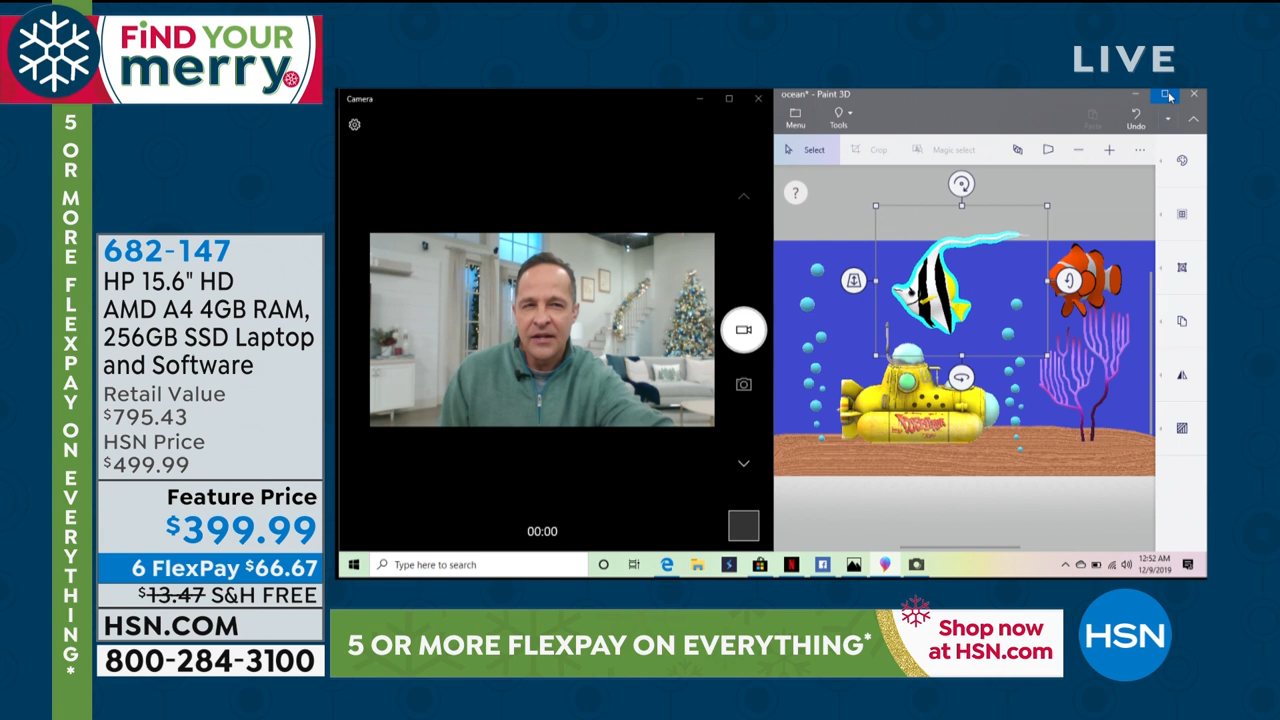 FiND YOUR
merry
LIVE
5 OR MORE FLEXPAY ON EVERYTHING*
682-147
HP 15.6" HD
AMD A4 4GB RAM,
256GB SSD Laptop
and Software
Retail Value
$795.43
HSN Price
$499.99
Feature Price
$399.99
6 FlexPay $66.67
$13.47 S&H FREE
HSN.COM
800-284-3100
Camera
00:00
ocean* - Paint 3D
Menu
Tools
Paste
Undo
Select
Crop
Magic select
?
Type here to search
12:52 AM
12/9/2019
5 OR MORE FLEXPAY ON EVERYTHING*
Shop now
at HSN.com
HSN